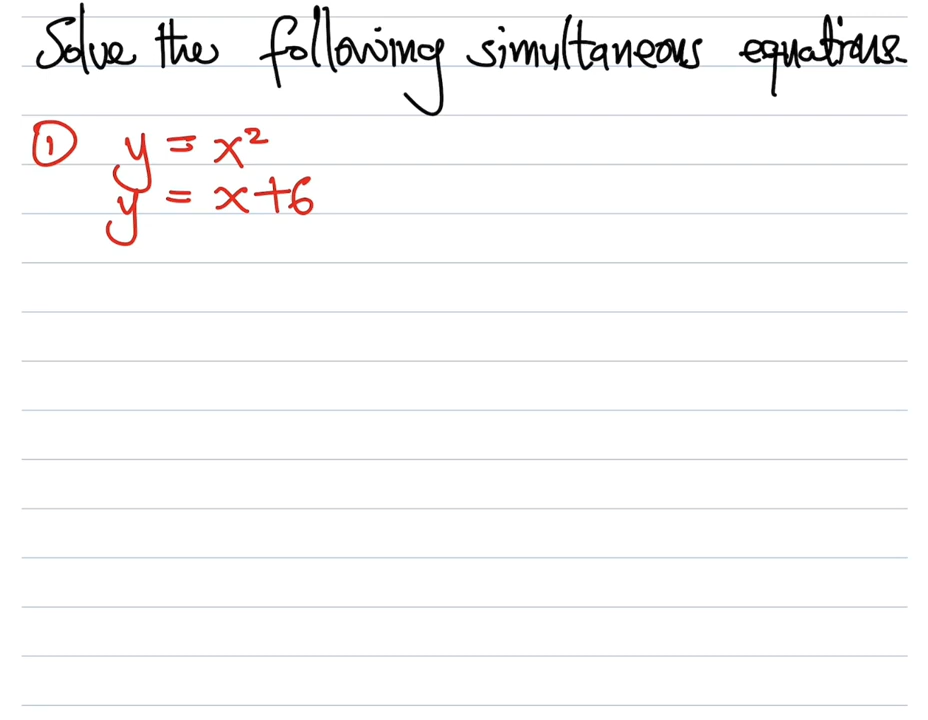 Solve the following simultaneous equations.
① y = x²
y = x+6